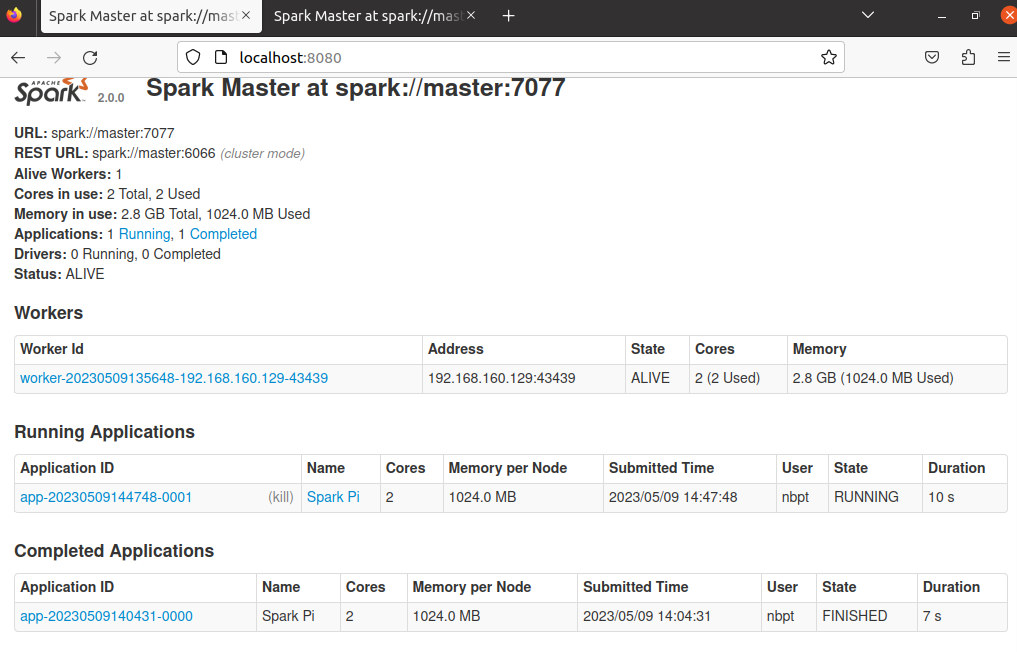 Spark Master at spark://mast Spark Master at spark://mast
localhost:8080
APACHE Spark 2.0.0 Spark Master at spark://master:7077
URL: spark://master:7077
REST URL: spark://master:6066 (cluster mode)
Alive Workers: 1
Cores in use: 2 Total, 2 Used
Memory in use: 2.8 GB Total, 1024.0 MB Used
Applications: 1 Running, 1 Completed
Drivers: 0 Running, 0 Completed
Status: ALIVE
Workers
Worker Id Address State Cores Memory
worker-20230509135648-192.168.160.129-43439 192.168.160.129:43439 ALIVE 2 (2 Used) 2.8 GB (1024.0 MB Used)
Running Applications
Application ID Name Cores Memory per Node Submitted Time User State Duration
app-20230509144748-0001 (kill) Spark Pi 2 1024.0 MB 2023/05/09 14:47:48 nbpt RUNNING 10 s
Completed Applications
Application ID Name Cores Memory per Node Submitted Time User State Duration
app-20230509140431-0000 Spark Pi 2 1024.0 MB 2023/05/09 14:04:31 nbpt FINISHED 7 s